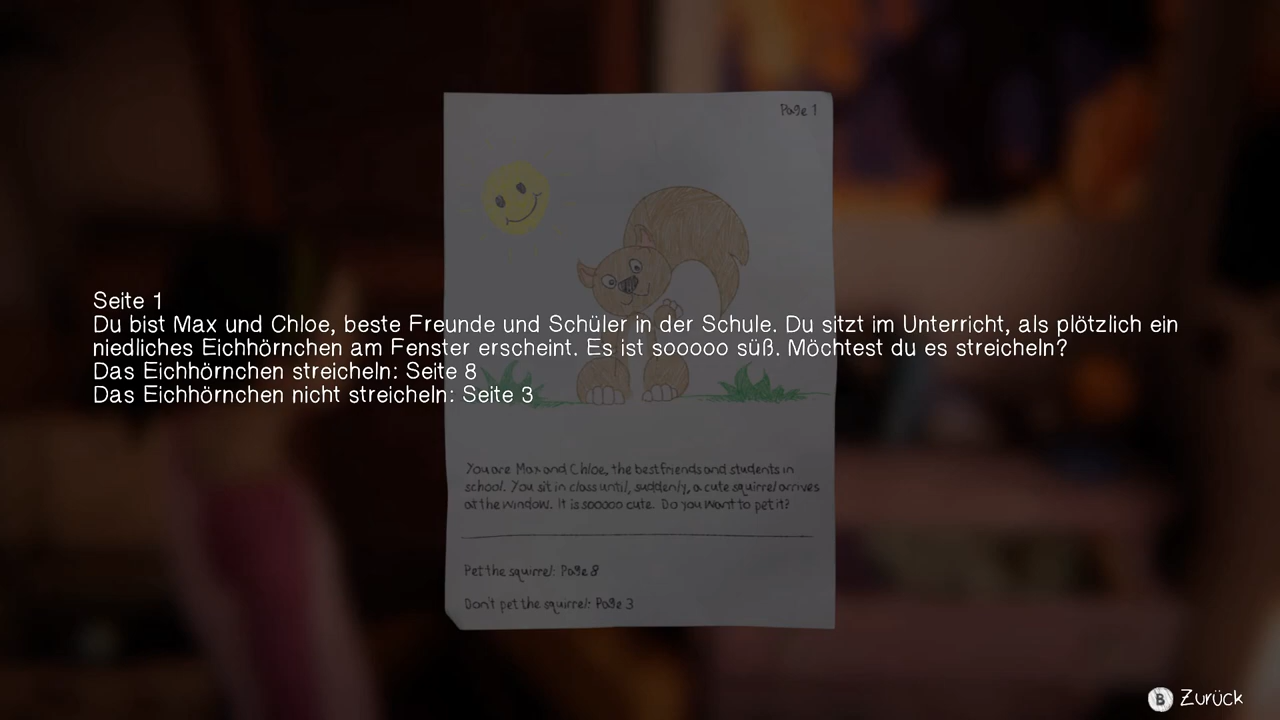 Page 1
Seite 1
Du bist Max und Chloe, beste Freunde und Schüler in der Schule. Du sitzt im Unterricht, als plötzlich ein
niedliches Eichhörnchen am Fenster erscheint. Es ist sooooo süß. Möchtest du es streicheln?
Das Eichhörnchen streicheln: Seite 8
Das Eichhörnchen nicht streicheln: Seite 3
You are Max and Chloe, the best friends and students in
school. You sit in class until, suddenly, a cute squirrel arrives
at the window. It is sooooo cute. Do you want to pet it?
Pet the squirrel: Page 8
Don't pet the squirrel: Page 3
B Zurück